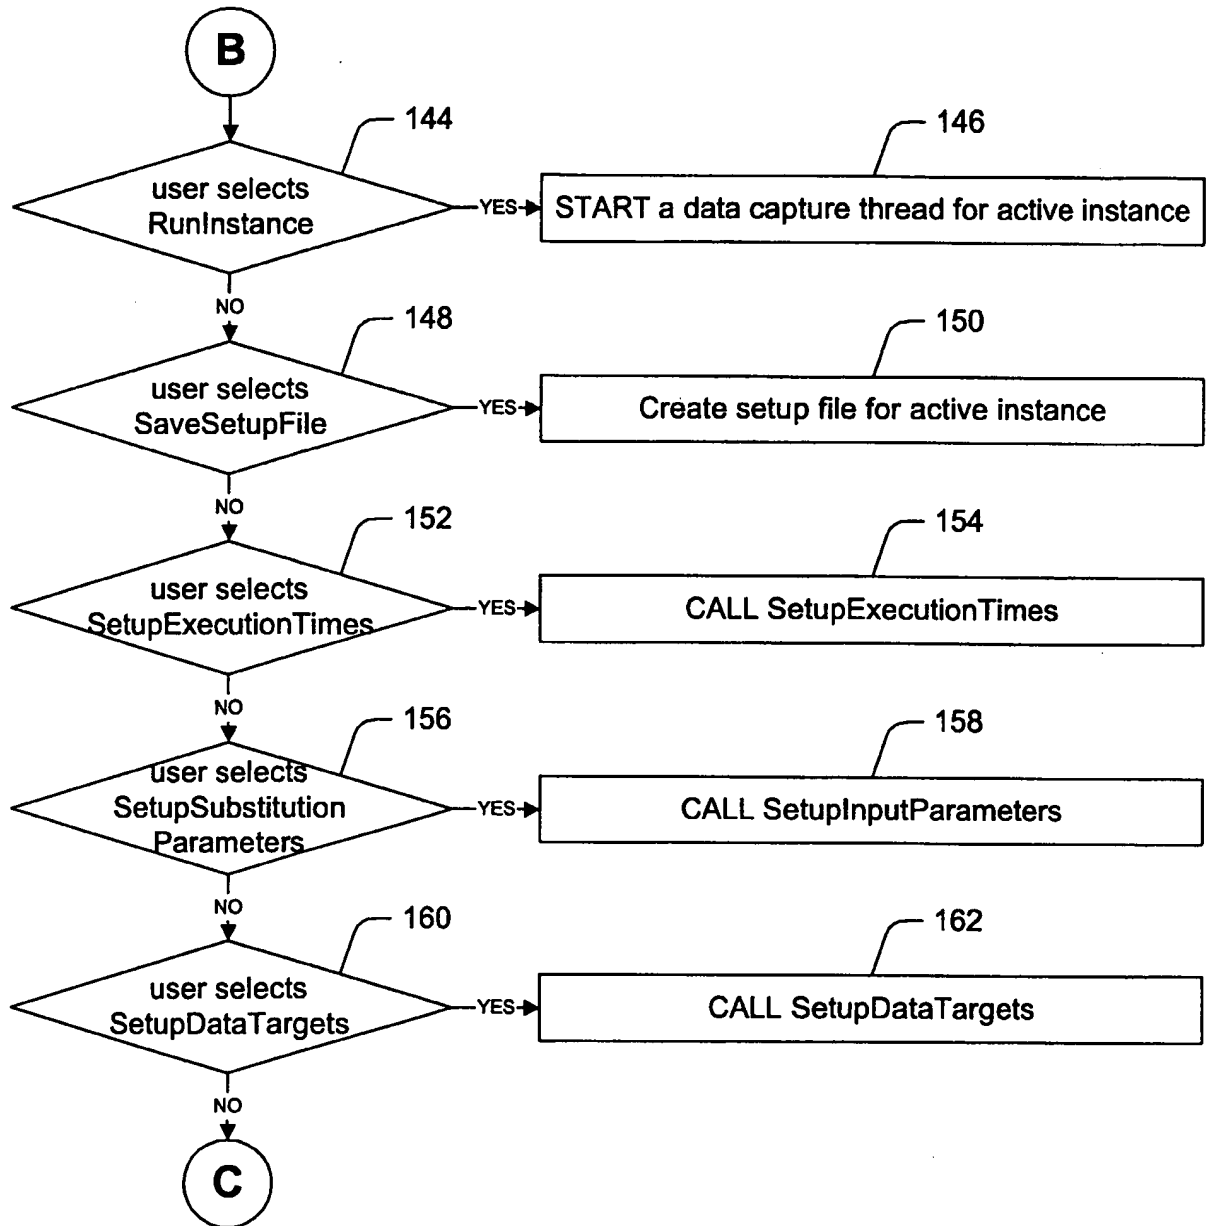 B
144
146
user selects
RunInstance
YES
START a data capture thread for active instance
NO
148
150
user selects
SaveSetupFile
YES
Create setup file for active instance
NO
152
154
user selects
SetupExecutionTimes
YES
CALL SetupExecutionTimes
NO
156
158
user selects
SetupSubstitution
Parameters
YES
CALL SetupInputParameters
NO
160
162
user selects
SetupDataTargets
YES
CALL SetupDataTargets
NO
C